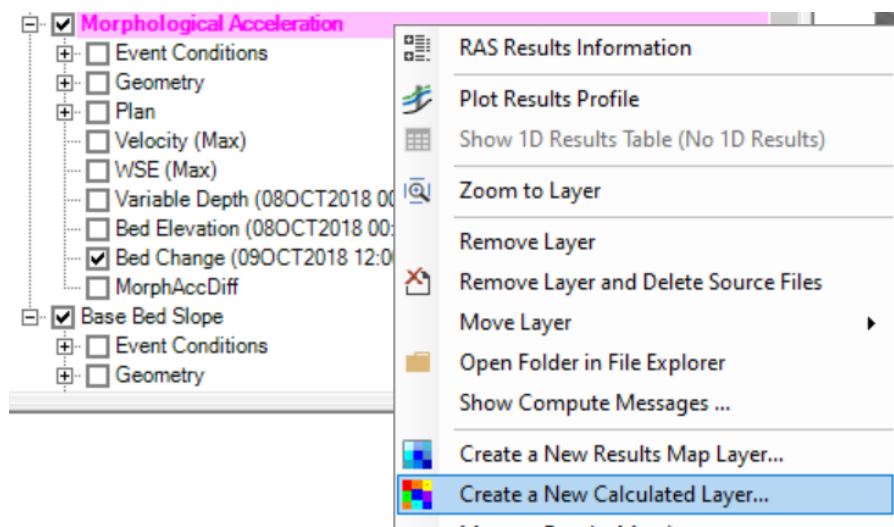 Morphological Acceleration
Event Conditions
Geometry
Plan
Velocity (Max)
WSE (Max)
Variable Depth (08OCT2018 00
Bed Elevation (08OCT2018 00:
Bed Change (09OCT2018 12:00
MorphAccDiff
Base Bed Slope
Event Conditions
Geometry
RAS Results Information
Plot Results Profile
Show 1D Results Table (No 1D Results)
Zoom to Layer
Remove Layer
Remove Layer and Delete Source Files
Move Layer
Open Folder in File Explorer
Show Compute Messages ...
Create a New Results Map Layer...
Create a New Calculated Layer...